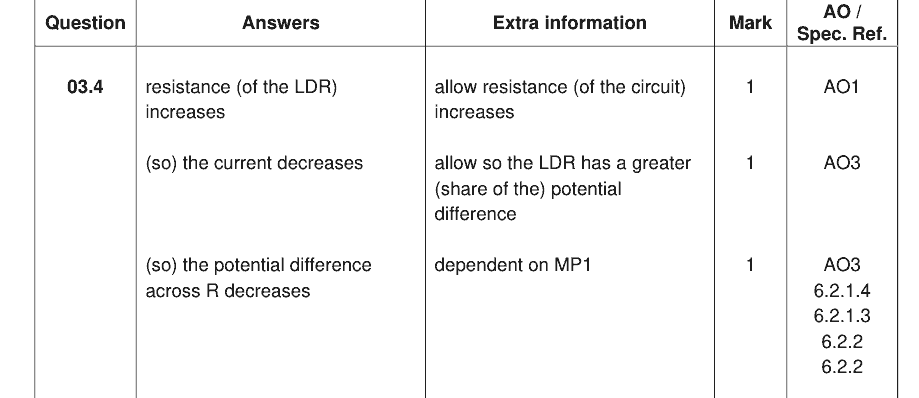 Question Answers Extra information Mark AO /
Spec. Ref.
03.4 resistance (of the LDR) allow resistance (of the circuit) 1 AO1
increases increases
(so) the current decreases allow so the LDR has a greater 1 AO3
(share of the) potential
difference
(so) the potential difference dependent on MP1 1 AO3
across R decreases 6.2.1.4
6.2.1.3
6.2.2
6.2.2